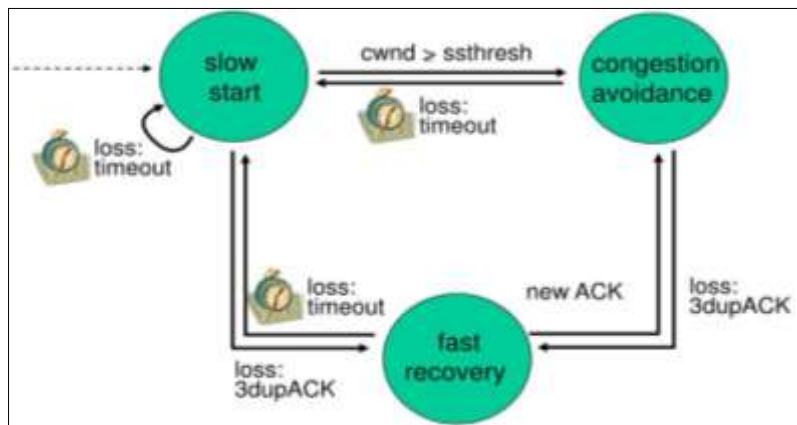 slow
start
cwnd > ssthresh
congestion
avoidance
loss:
timeout
loss:
timeout
loss:
timeout
new ACK
loss:
3dupACK
fast
recovery
loss:
3dupACK